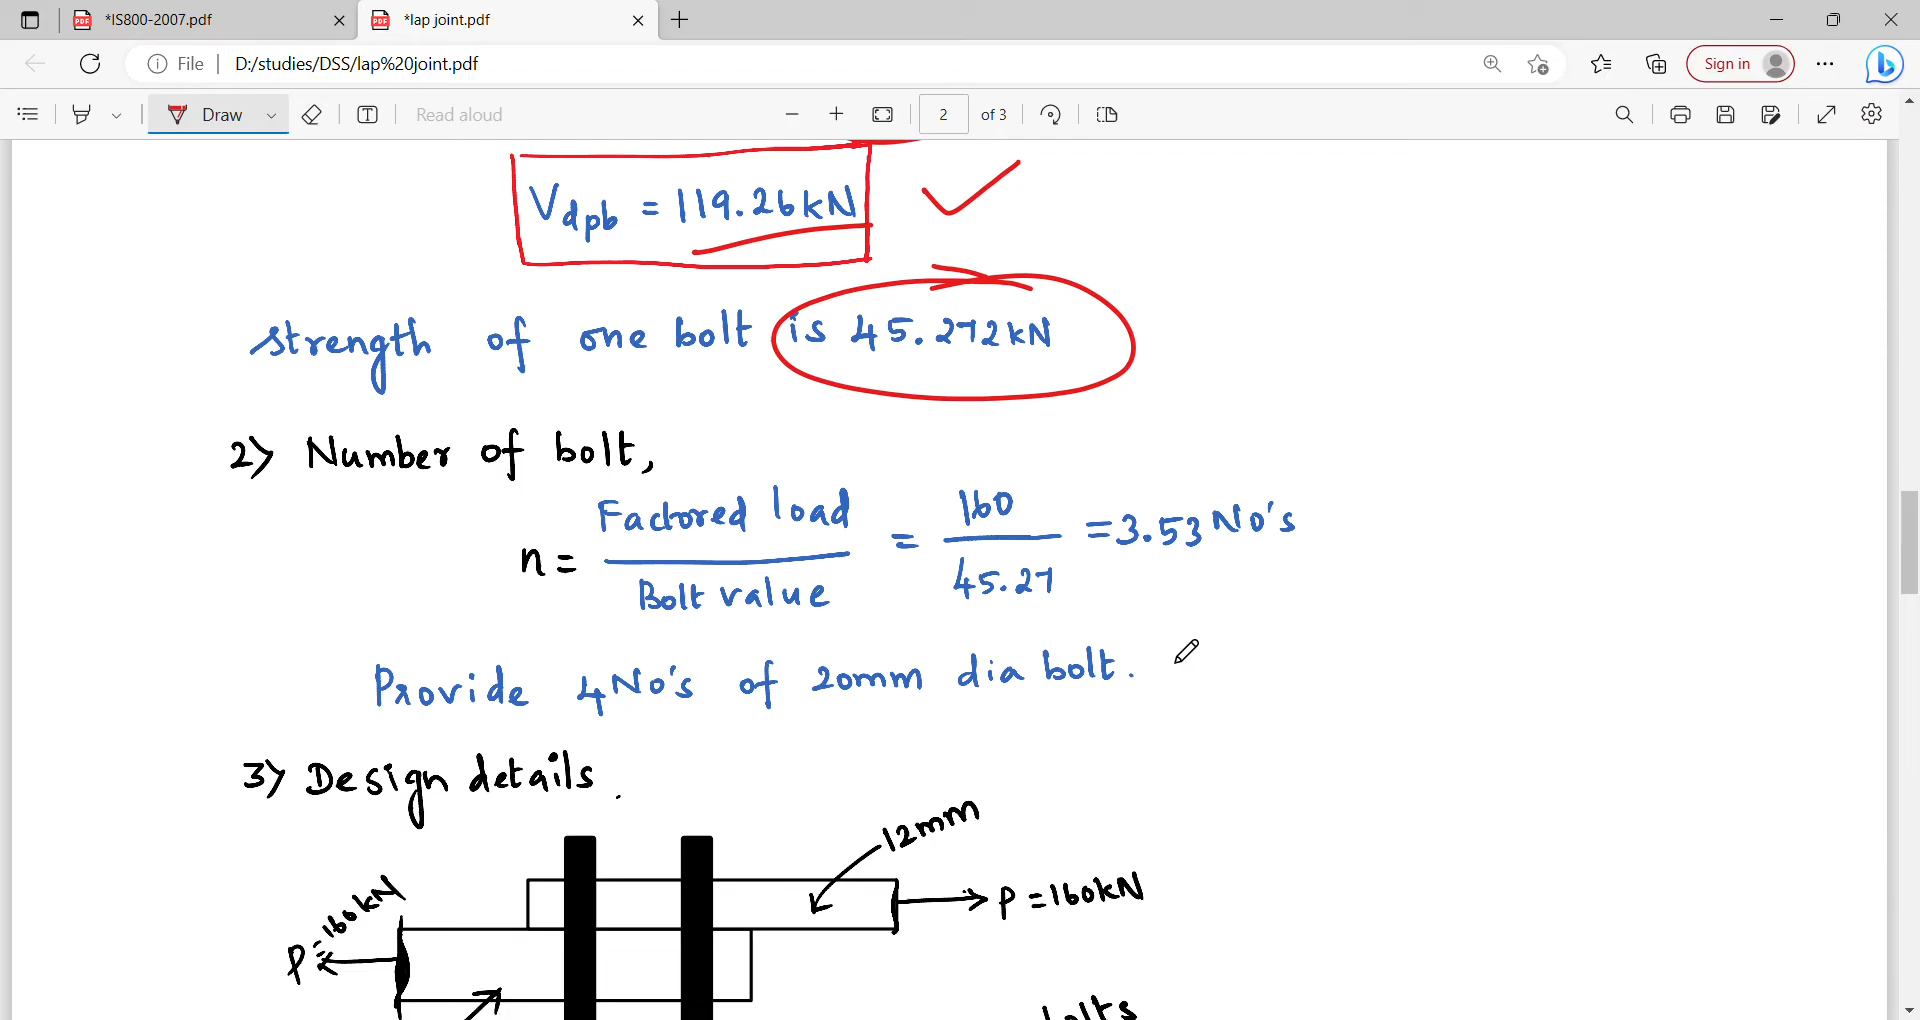 *IS800-2007.pdf
*lap joint.pdf
File
D:/studies/DSS/lap%20joint.pdf
Sign in
Draw
Read aloud
2 of 3
Vdpb = 119.26kN
strength of one bolt is 45.272kN
2) Number of bolt,
n = Factored load / Bolt value = 160 / 45.27 = 3.53 No's
Provide 4No's of 20mm dia bolt.
3) Design details.
12mm
P = 160kN
P = 160kN
bolts